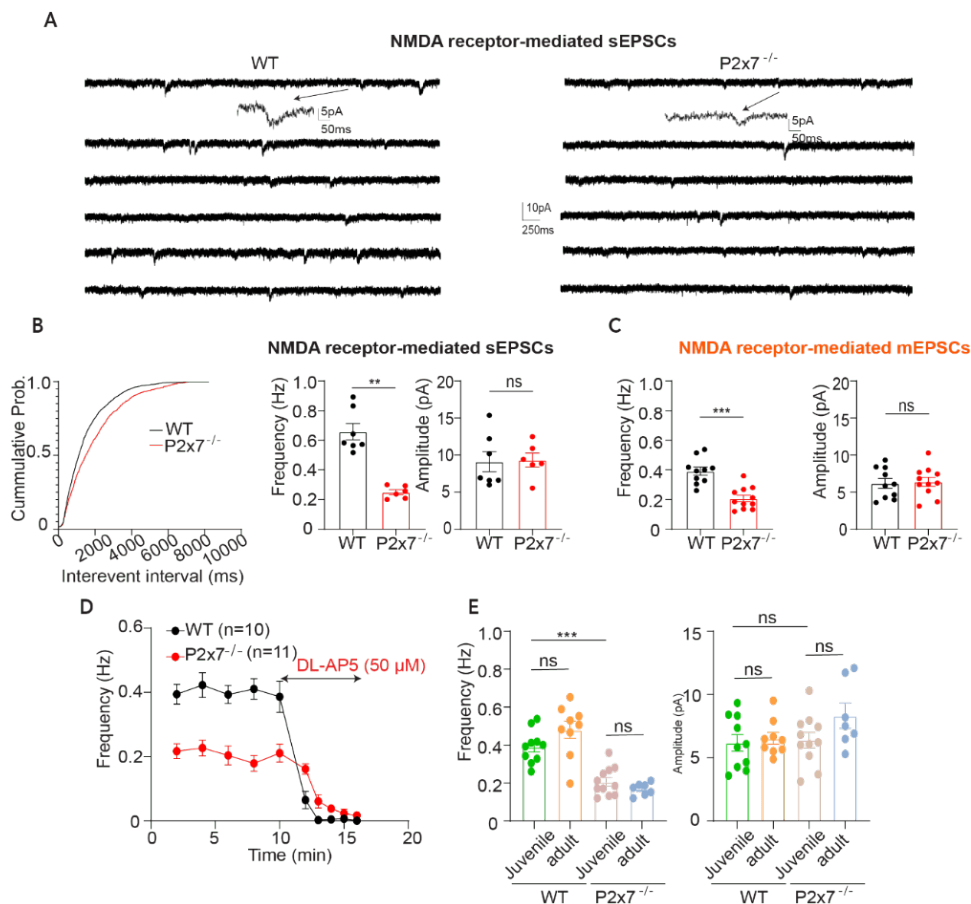 A
NMDA receptor-mediated sEPSCs
WT
P2x7 -/-
5pA
50ms
5pA
50ms
10pA
250ms
B
NMDA receptor-mediated sEPSCs
Cummulative Prob.
1.0
0.5
0
0
2000
4000
6000
8000
10000
Interevent interval (ms)
WT
P2x7-/-
Frequency (Hz)
1.0
0.8
0.6
0.4
0.2
0
**
WT
P2x7-/-
Amplitude (pA)
20
15
10
5
0
ns
WT
P2x7-/-
C
NMDA receptor-mediated mEPSCs
Frequency (Hz)
1.0
0.8
0.6
0.4
0.2
0
***
WT
P2x7-/-
Amplitude (pA)
20
15
10
5
0
ns
WT
P2x7-/-
D
Frequency (Hz)
0.6
0.4
0.2
0
0
5
10
15
20
Time (min)
WT (n=10)
P2x7-/- (n=11)
DL-AP5 (50 µM)
E
Frequency (Hz)
1.0
0.8
0.6
0.4
0.2
0
***
ns
ns
Juvenile
adult
Juvenile
adult
WT
P2x7 -/-
Amplitude (pA)
15
10
5
0
ns
ns
ns
Juvenile
adult
Juvenile
adult
WT
P2x7 -/-